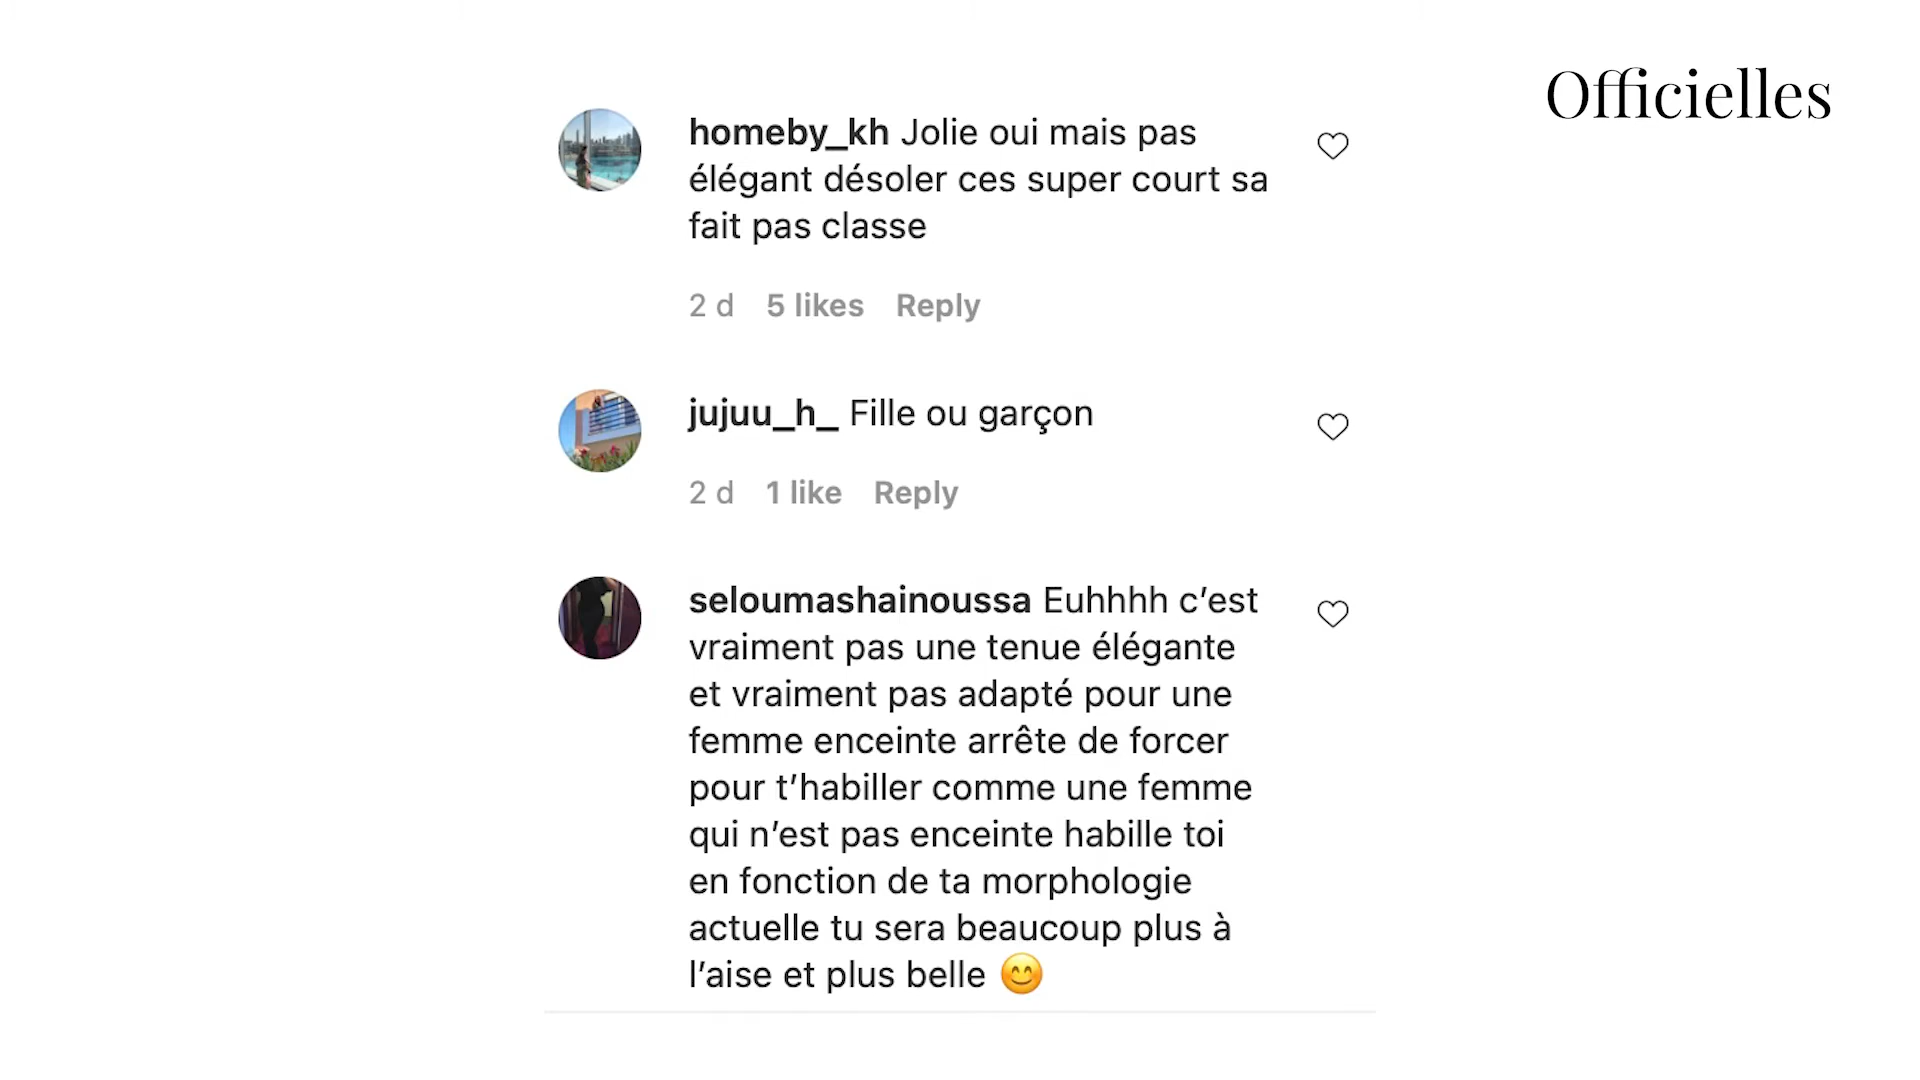 Officielles
homeby_kh Jolie oui mais pas
élégant désoler ces super court sa
fait pas classe
2 d 5 likes Reply
jujuu_h_ Fille ou garçon
2 d 1 like Reply
seloumashainoussa Euhhhh c’est
vraiment pas une tenue élégante
et vraiment pas adapté pour une
femme enceinte arrête de forcer
pour t’habiller comme une femme
qui n’est pas enceinte habille toi
en fonction de ta morphologie
actuelle tu sera beaucoup plus à
l’aise et plus belle 😊